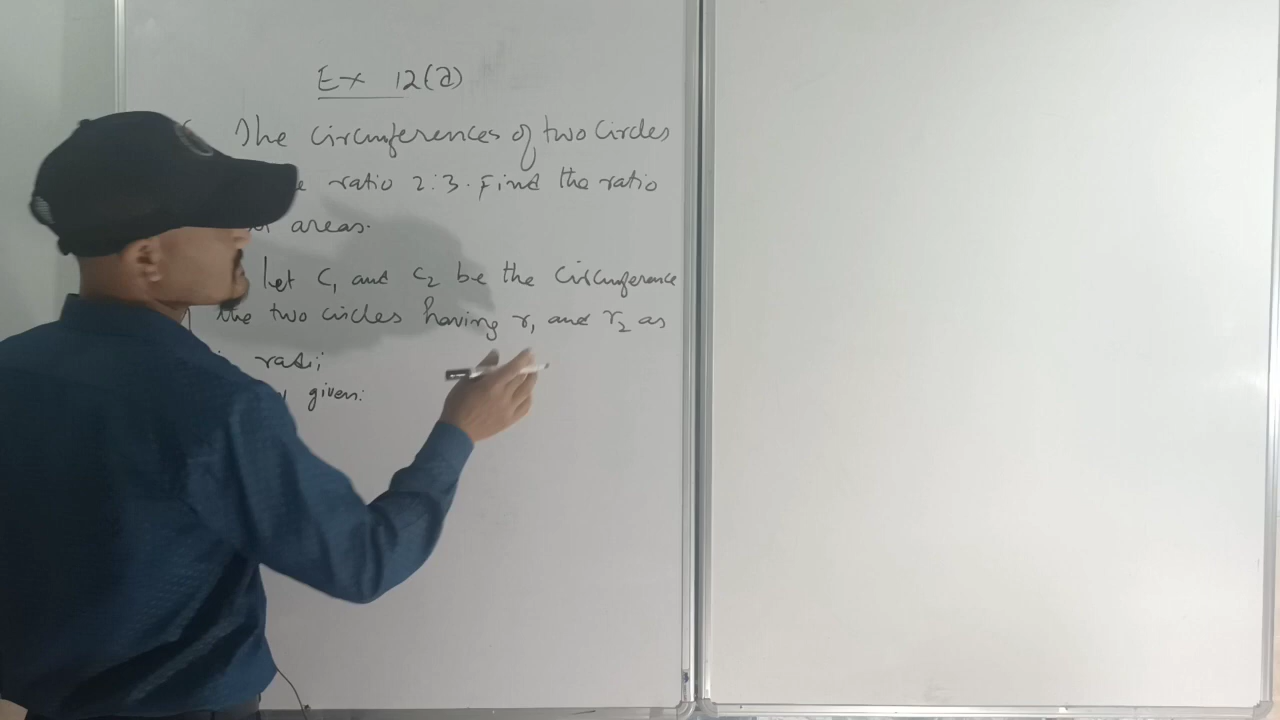 Ex 12(a)
The circumferences of two circles
ratio 2:3. Find the ratio
areas.
Let C₁ and C₂ be the circumference
the two circles having r₁ and r₂ as
radii
given: